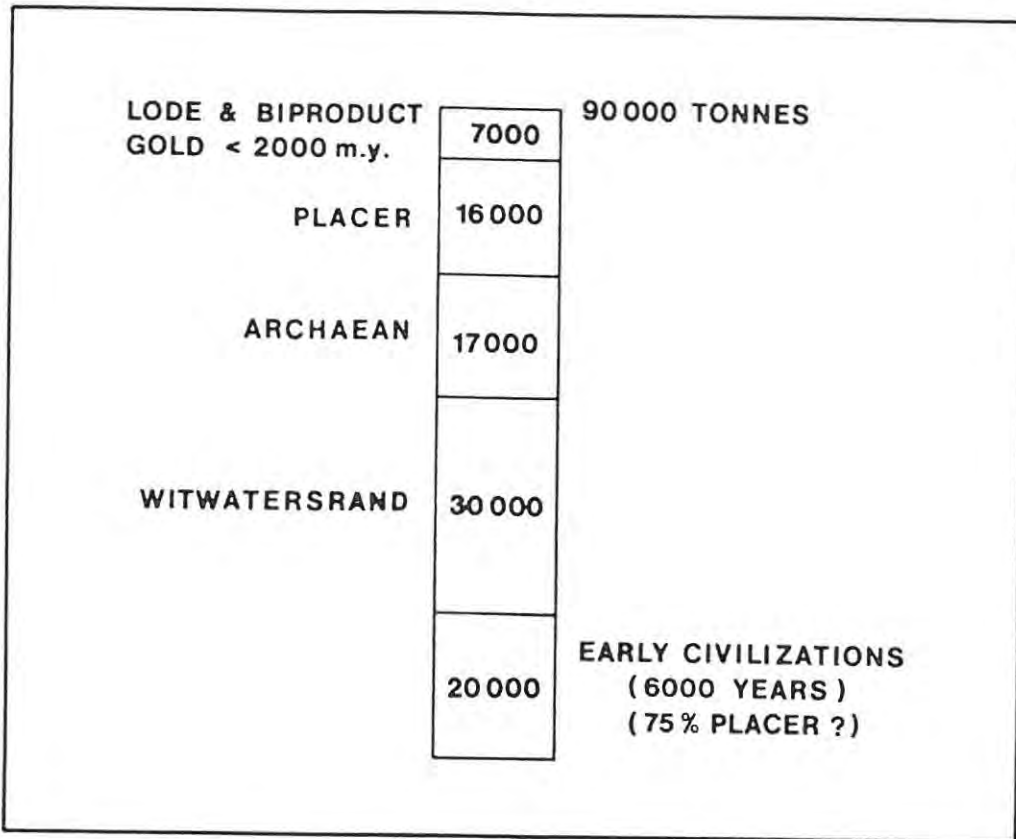 LODE & BIPRODUCT
GOLD < 2000 m.y.
7000
90000 TONNES
PLACER
16000
ARCHAEAN
17000
WITWATERSRAND
30000
20000
EARLY CIVILIZATIONS
(6000 YEARS)
(75% PLACER ?)